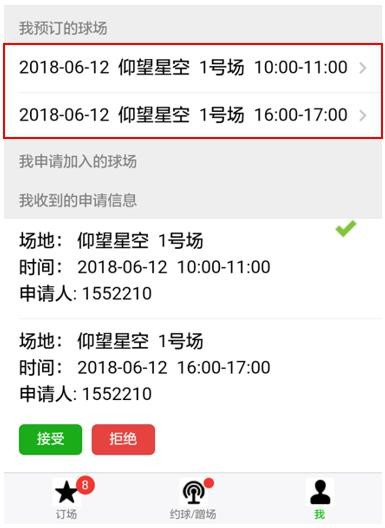 我预订的球场
2018-06-12 仰望星空 1号场 10:00-11:00
2018-06-12 仰望星空 1号场 16:00-17:00
我申请加入的球场
我收到的申请信息
场地： 仰望星空 1号场
时间： 2018-06-12 10:00-11:00
申请人: 1552210
场地： 仰望星空 1号场
时间： 2018-06-12 16:00-17:00
申请人: 1552210
接受 拒绝
8
订场 约球/蹭场 我